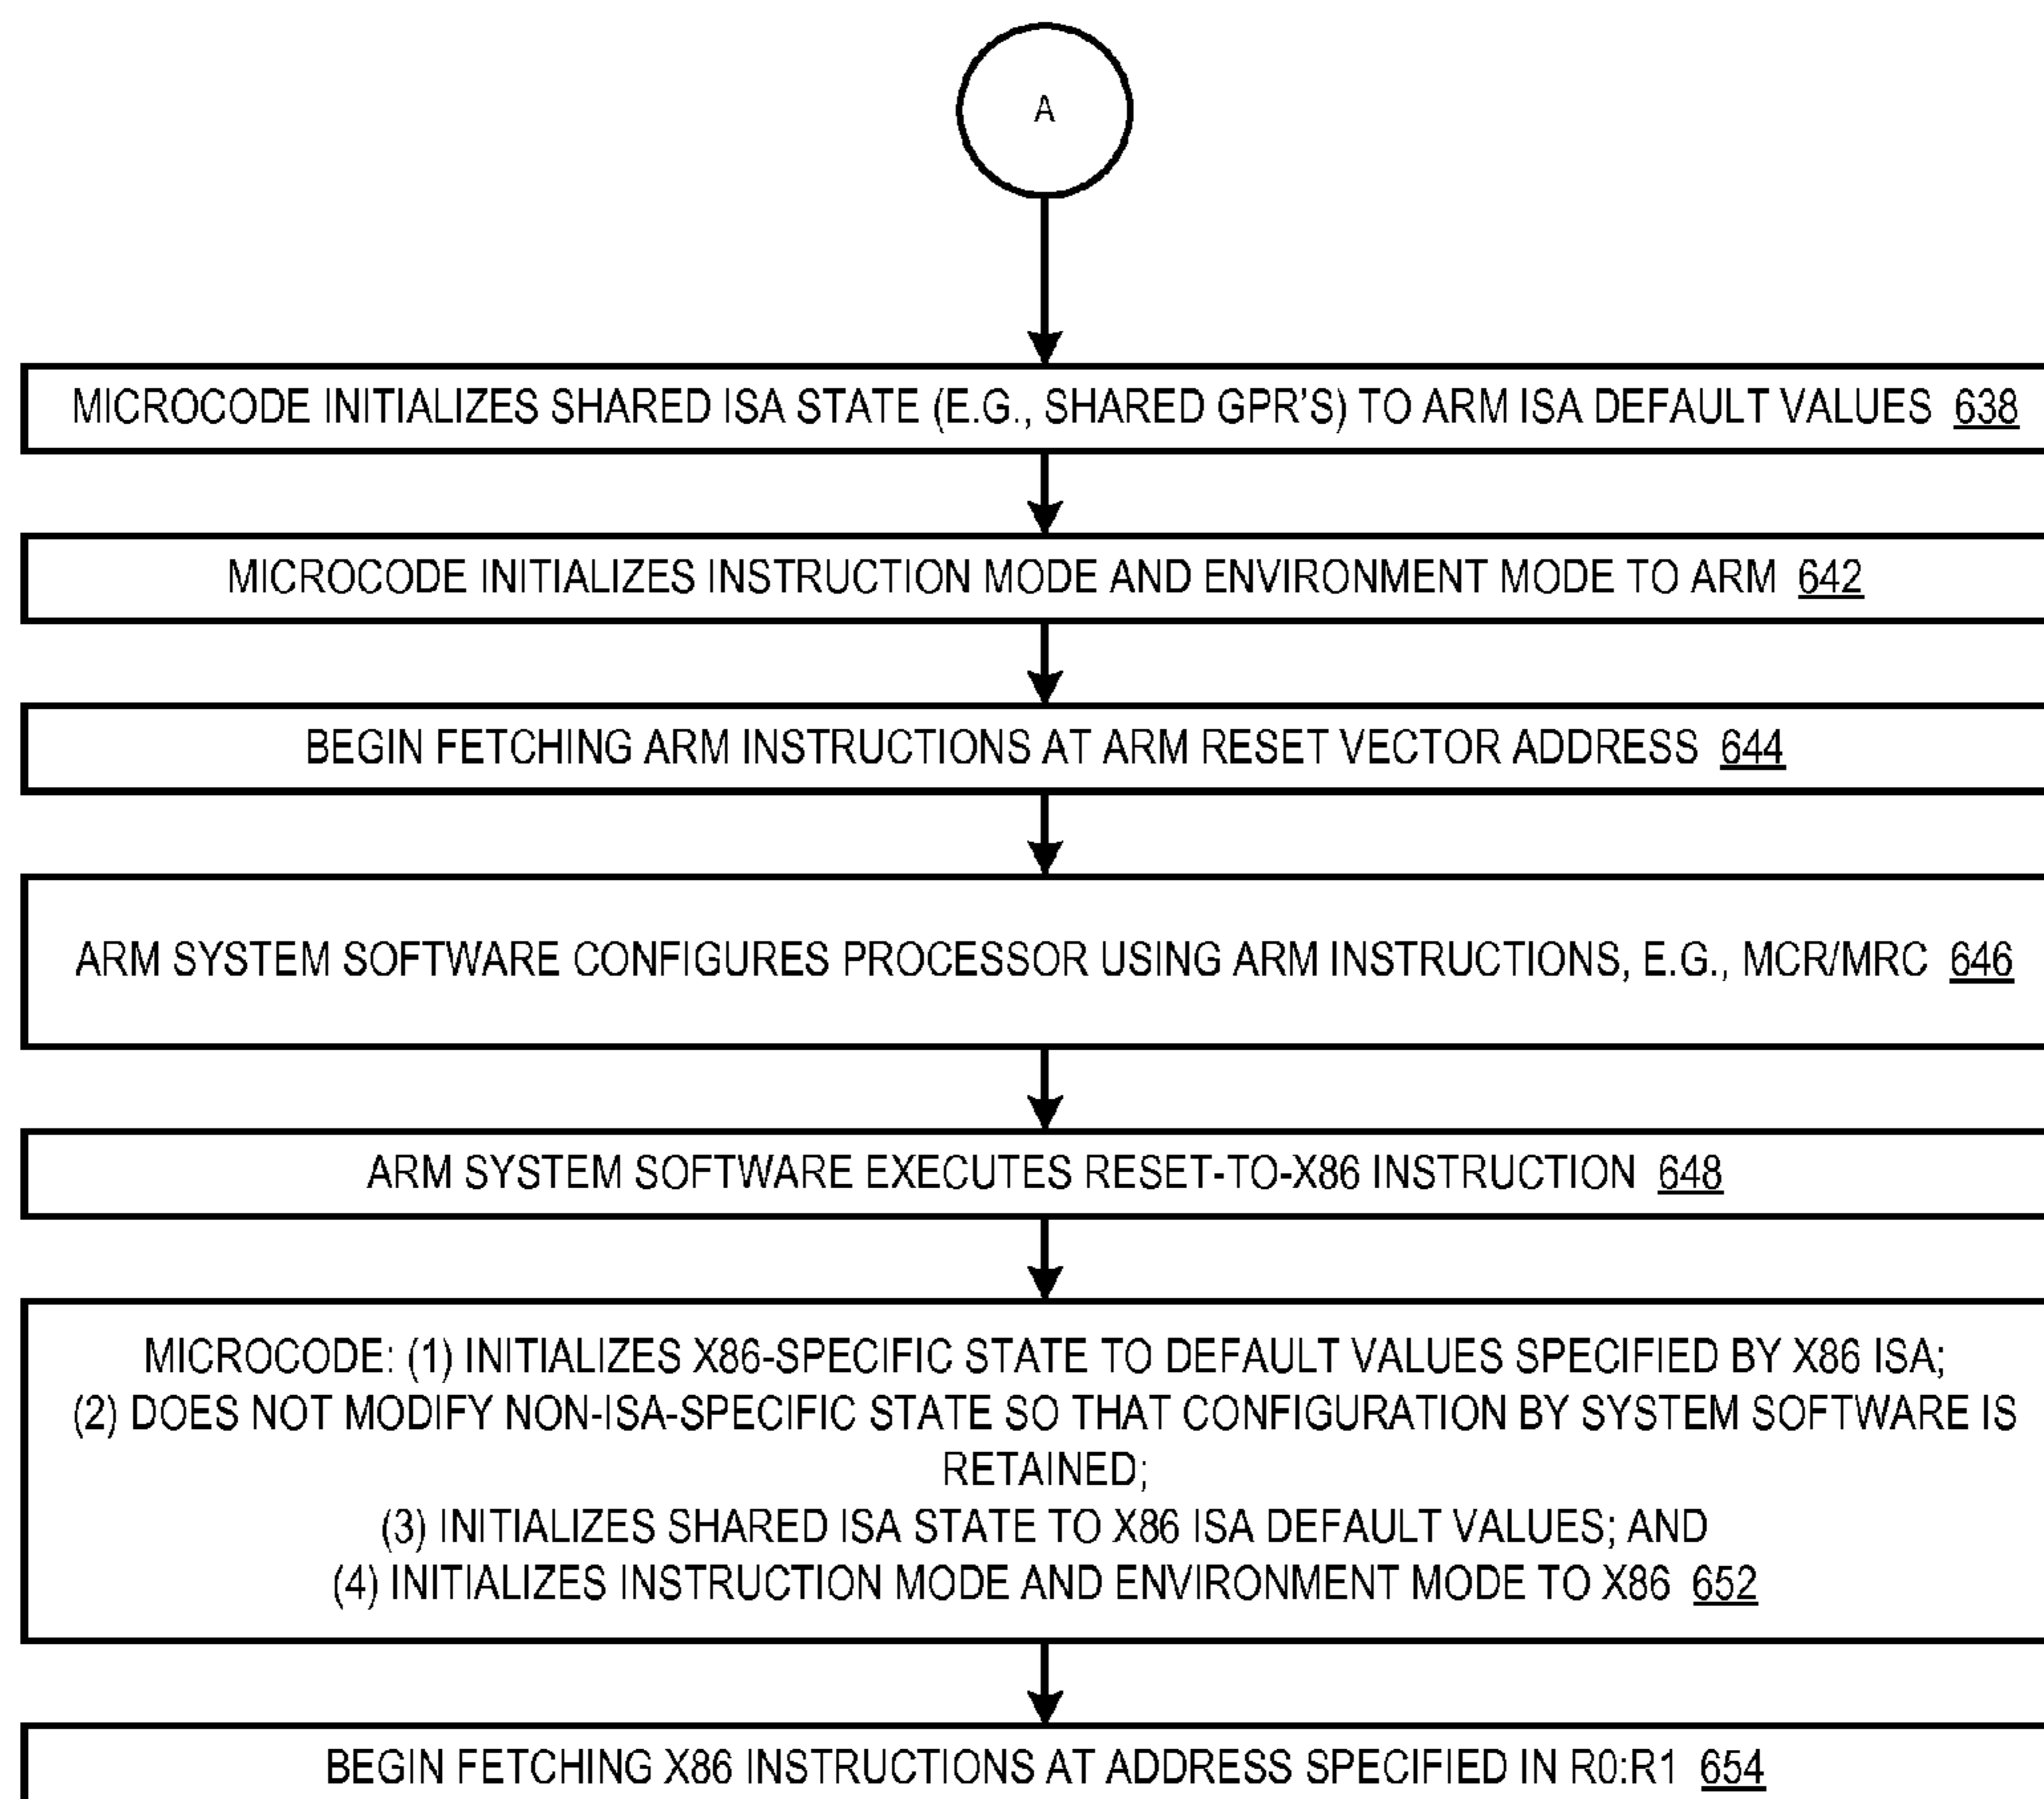 A
MICROCODE INITIALIZES SHARED ISA STATE (E.G., SHARED GPR'S) TO ARM ISA DEFAULT VALUES 638
MICROCODE INITIALIZES INSTRUCTION MODE AND ENVIRONMENT MODE TO ARM 642
BEGIN FETCHING ARM INSTRUCTIONS AT ARM RESET VECTOR ADDRESS 644
ARM SYSTEM SOFTWARE CONFIGURES PROCESSOR USING ARM INSTRUCTIONS, E.G., MCR/MRC 646
ARM SYSTEM SOFTWARE EXECUTES RESET-TO-X86 INSTRUCTION 648
MICROCODE: (1) INITIALIZES X86-SPECIFIC STATE TO DEFAULT VALUES SPECIFIED BY X86 ISA;
(2) DOES NOT MODIFY NON-ISA-SPECIFIC STATE SO THAT CONFIGURATION BY SYSTEM SOFTWARE IS
RETAINED;
(3) INITIALIZES SHARED ISA STATE TO X86 ISA DEFAULT VALUES; AND
(4) INITIALIZES INSTRUCTION MODE AND ENVIRONMENT MODE TO X86 652
BEGIN FETCHING X86 INSTRUCTIONS AT ADDRESS SPECIFIED IN R0:R1 654